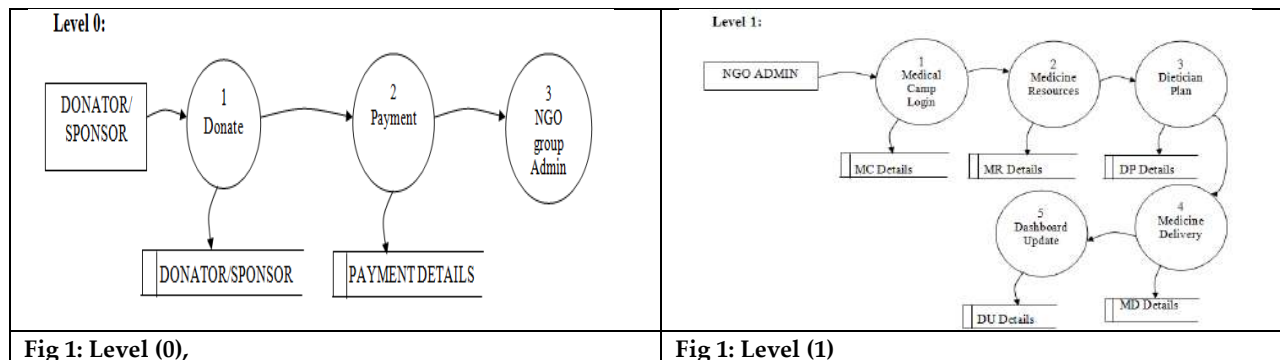 Level 0:
DONATOR/
SPONSOR
1
Donate
2
Payment
3
NGO
group
Admin
DONATOR/SPONSOR
PAYMENT DETAILS
Fig 1: Level (0),
Level 1:
NGO ADMIN
1
Medical
Camp
Login
2
Medicine
Resources
3
Dietician
Plan
MC Details
MR Details
DP Details
5
Dashboard
Update
4
Medicine
Delivery
DU Details
MD Details
Fig 1: Level (1)